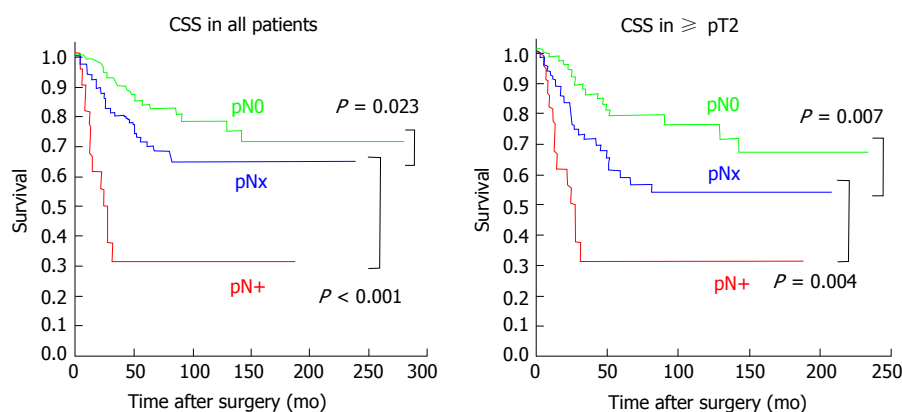 CSS in all patients
1.0
0.9
0.8
0.7
0.6
0.5
0.4
0.3
0.2
0.1
0.0
Survival
pN0
P = 0.023
pNx
pN+
P < 0.001
0 50 100 150 200 250 300
Time after surgery (mo)
CSS in ≥ pT2
1.0
0.9
0.8
0.7
0.6
0.5
0.4
0.3
0.2
0.1
0.0
Survival
pN0
P = 0.007
pNx
pN+
P = 0.004
0 50 100 150 200 250
Time after surgery (mo)